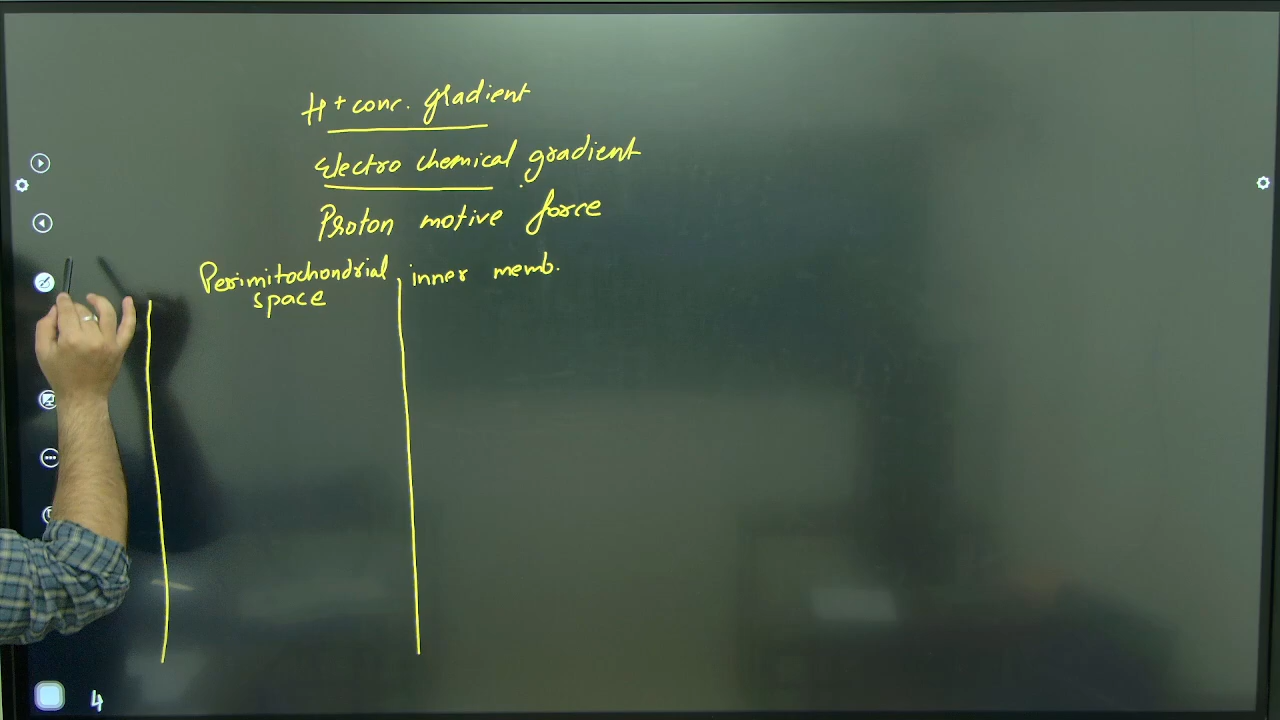 H+ conc. gradient
Electro chemical gradient
Proton motive force
Perimitochondrial inner memb.
space
4